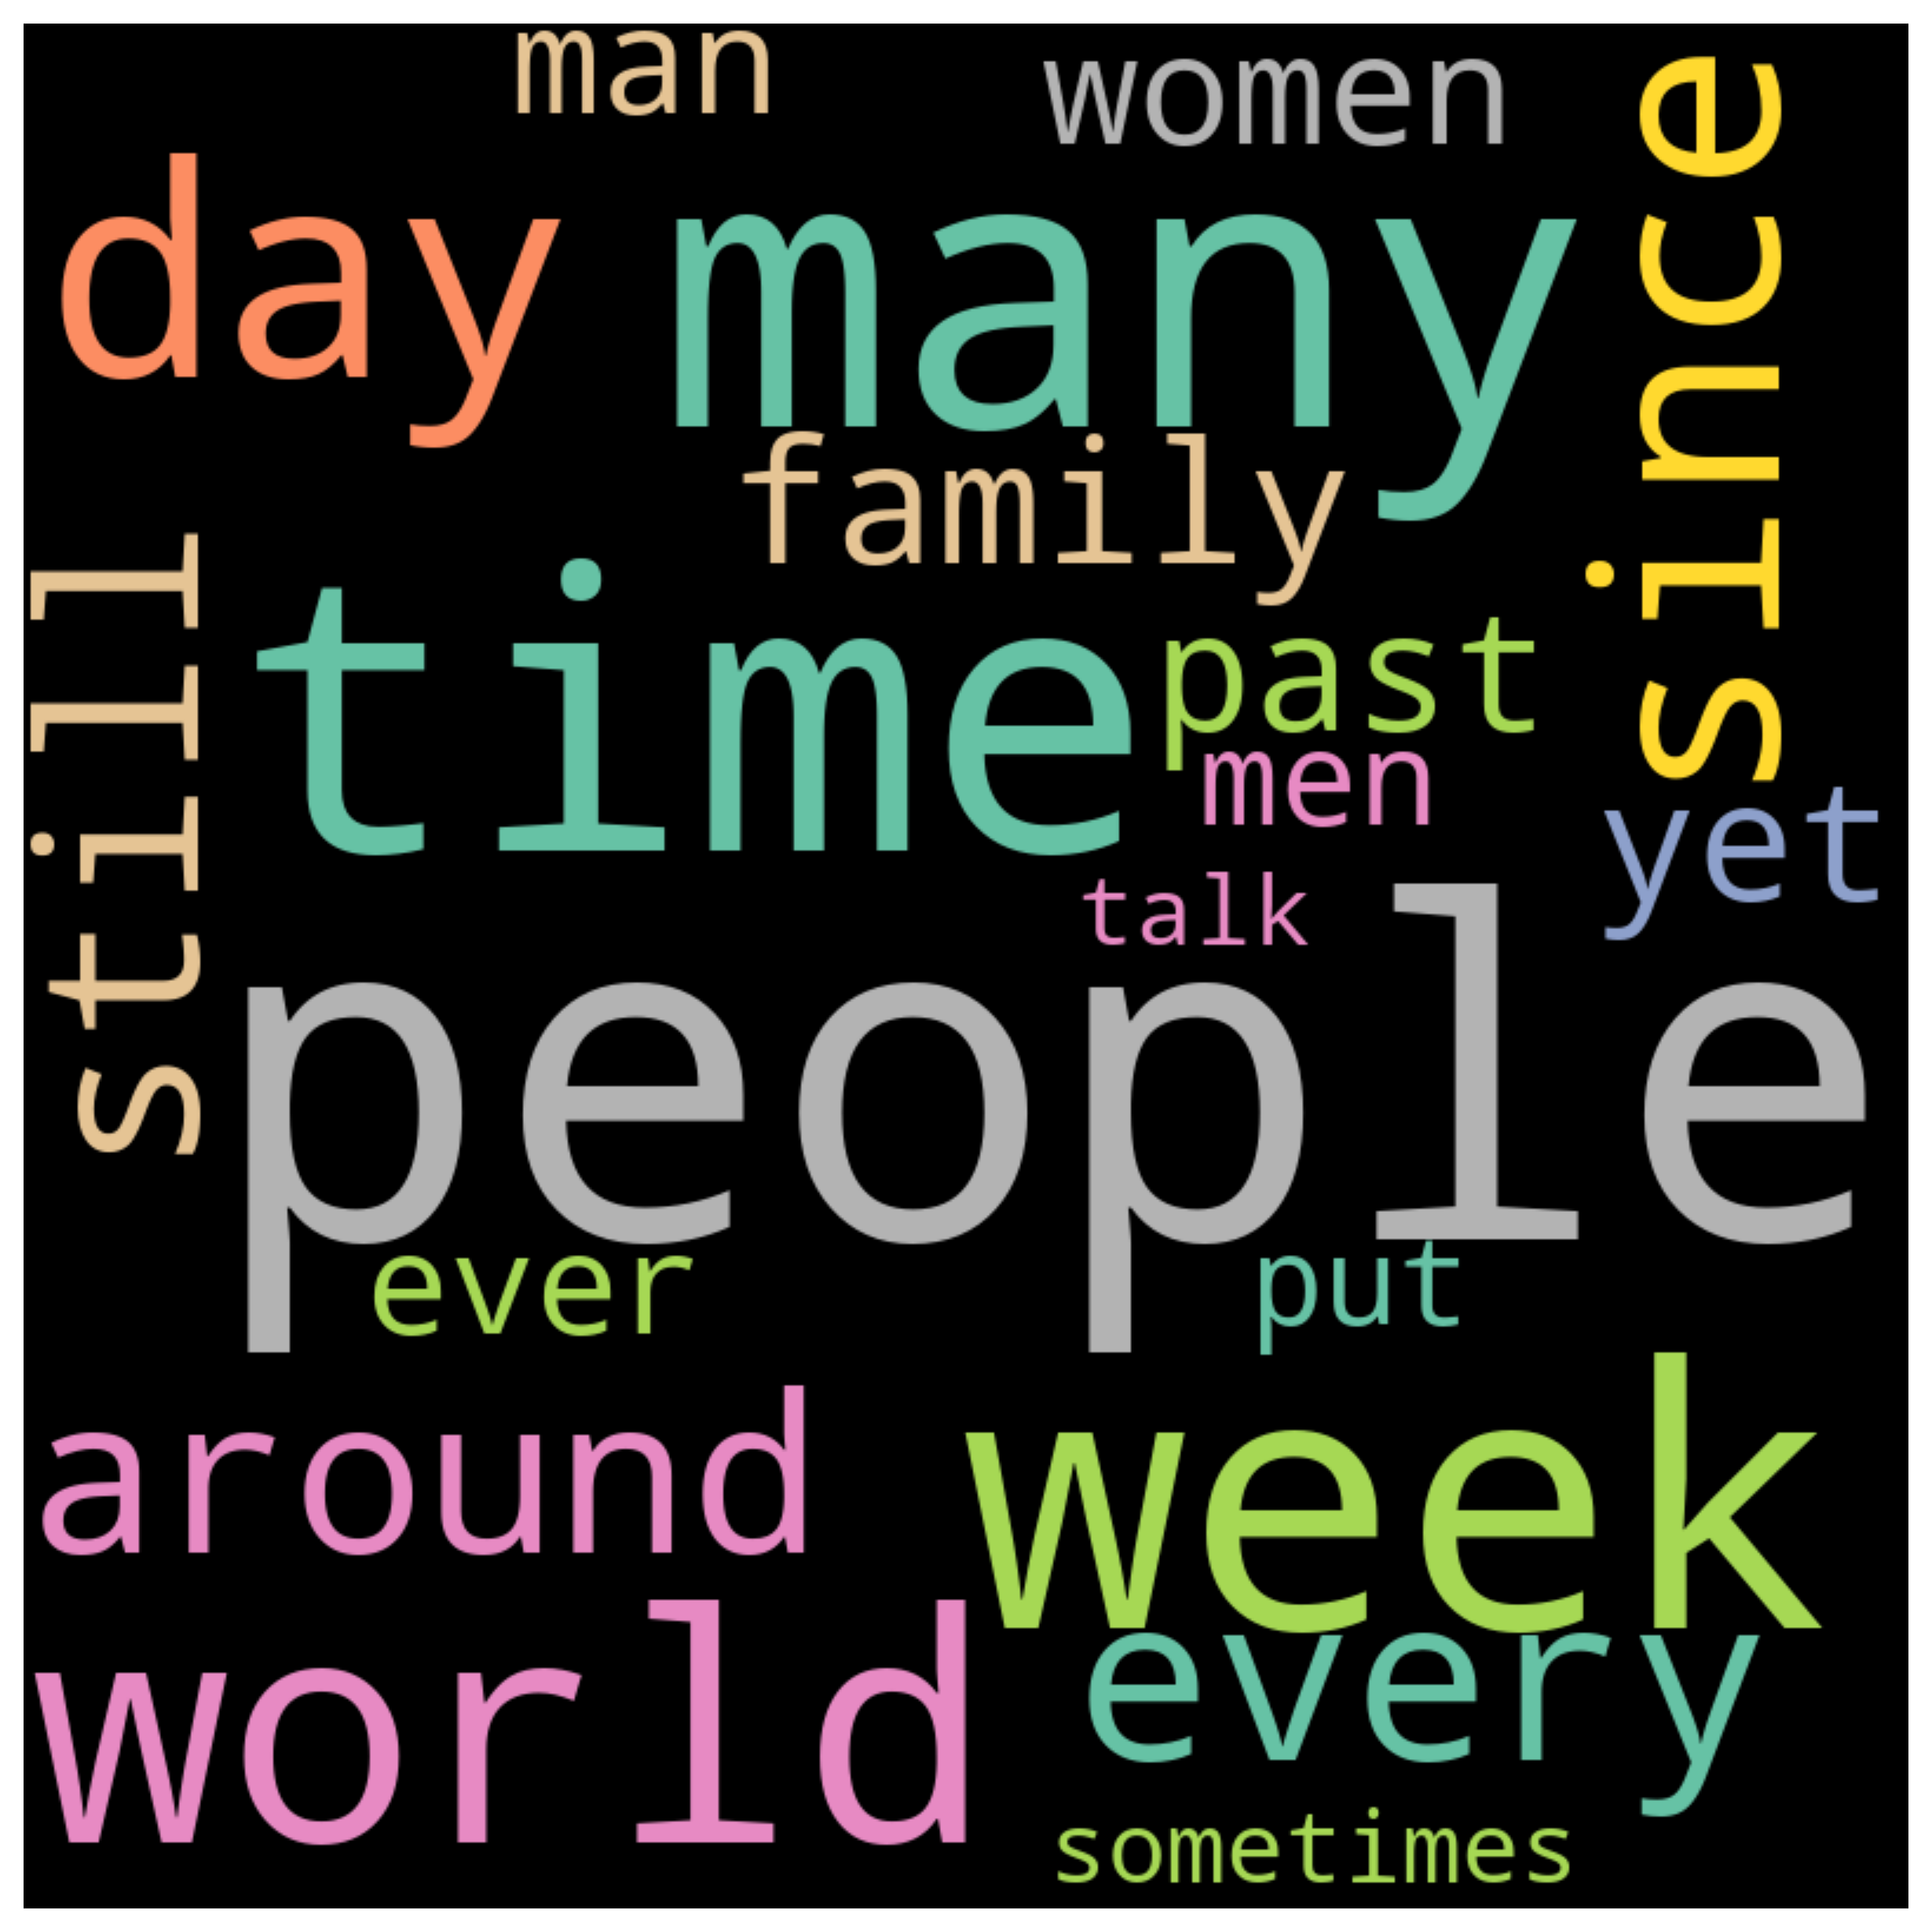 man
women
since
day
many
family
still
time
past
men
yet
talk
people
ever
put
around
week
world
every
sometimes